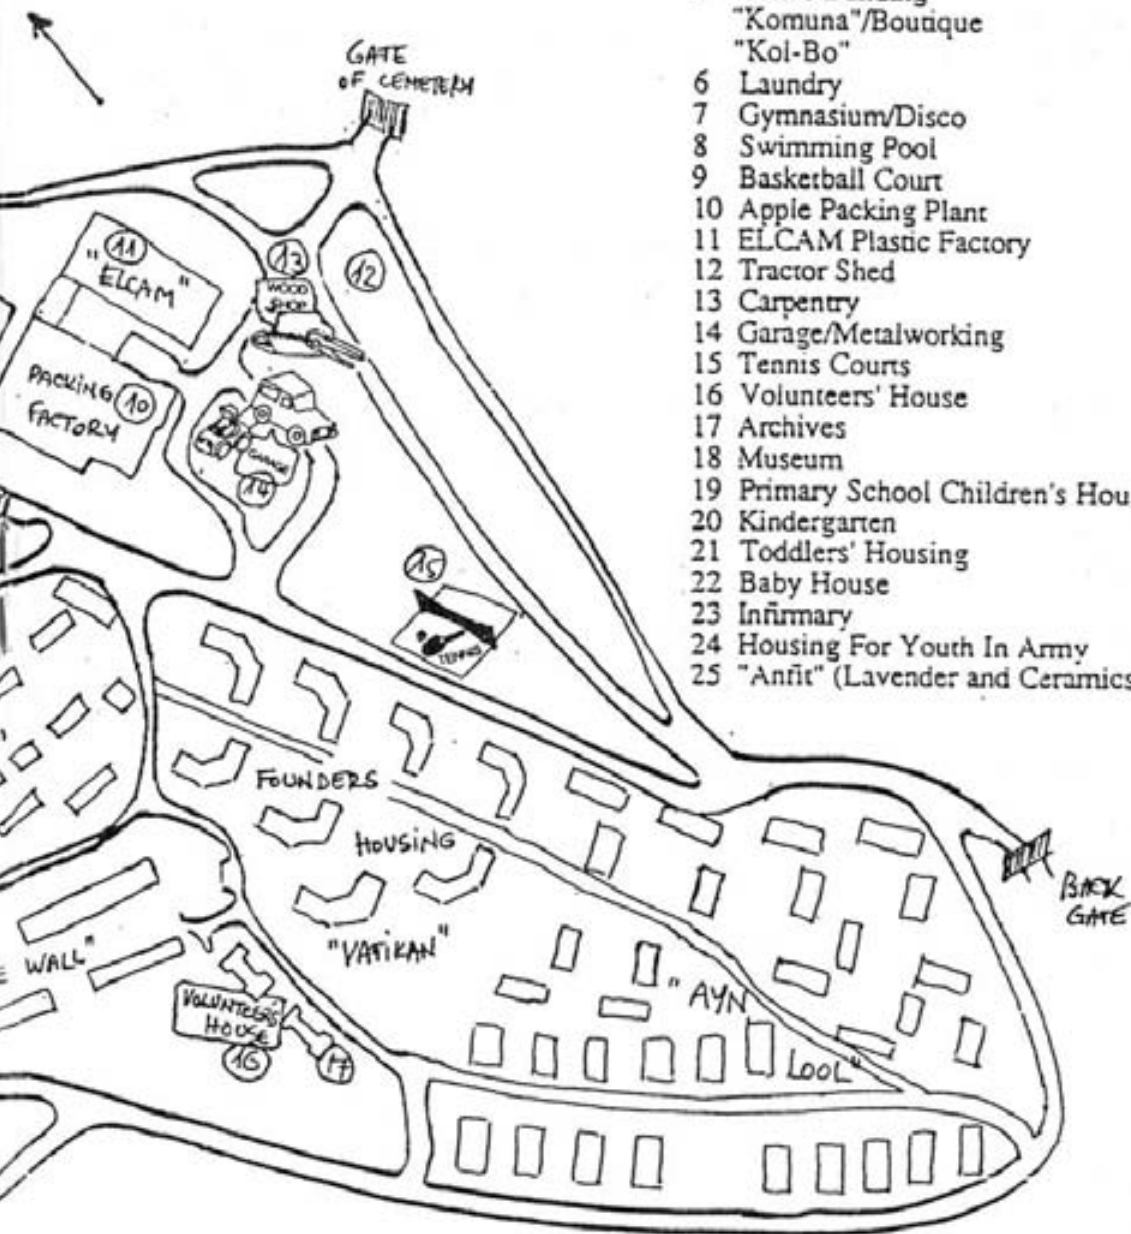 "Komuna"/Boutique
"Kol-Bo"
6 Laundry
7 Gymnasium/Disco
8 Swimming Pool
9 Basketball Court
10 Apple Packing Plant
11 ELCAM Plastic Factory
12 Tractor Shed
13 Carpentry
14 Garage/Metalworking
15 Tennis Courts
16 Volunteers' House
17 Archives
18 Museum
19 Primary School Children's Hou
20 Kindergarten
21 Toddlers' Housing
22 Baby House
23 Infirmary
24 Housing For Youth In Army
25 "Anfit" (Lavender and Ceramics
GATE
OF CEMETERY
11
"ELCAM"
13
WOOD
SHOP
12
PACKING 10
FACTORY
GARAGE
14
15
TENNIS
FOUNDERS
HOUSING
"VATIKAN"
BACK
GATE
WALL"
VOLUNTEERS
HOUSE
16
17
"AYN
LOOL"